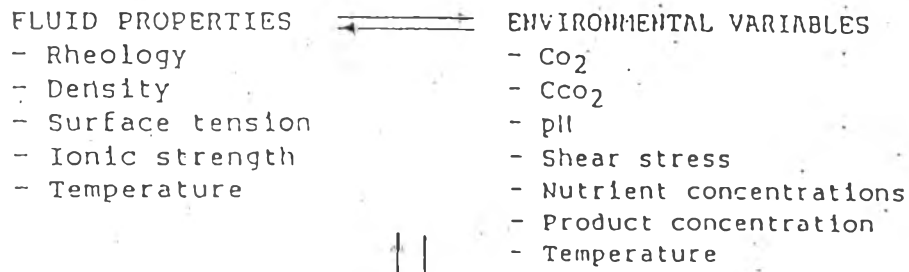 FLUID PROPERTIES
- Rheology
- Density
- Surface tension
- Ionic strength
- Temperature
ENVIRONMENTAL VARIABLES
- Co2
- Cco2
- pH
- Shear stress
- Nutrient concentrations
- Product concentration
- Temperature